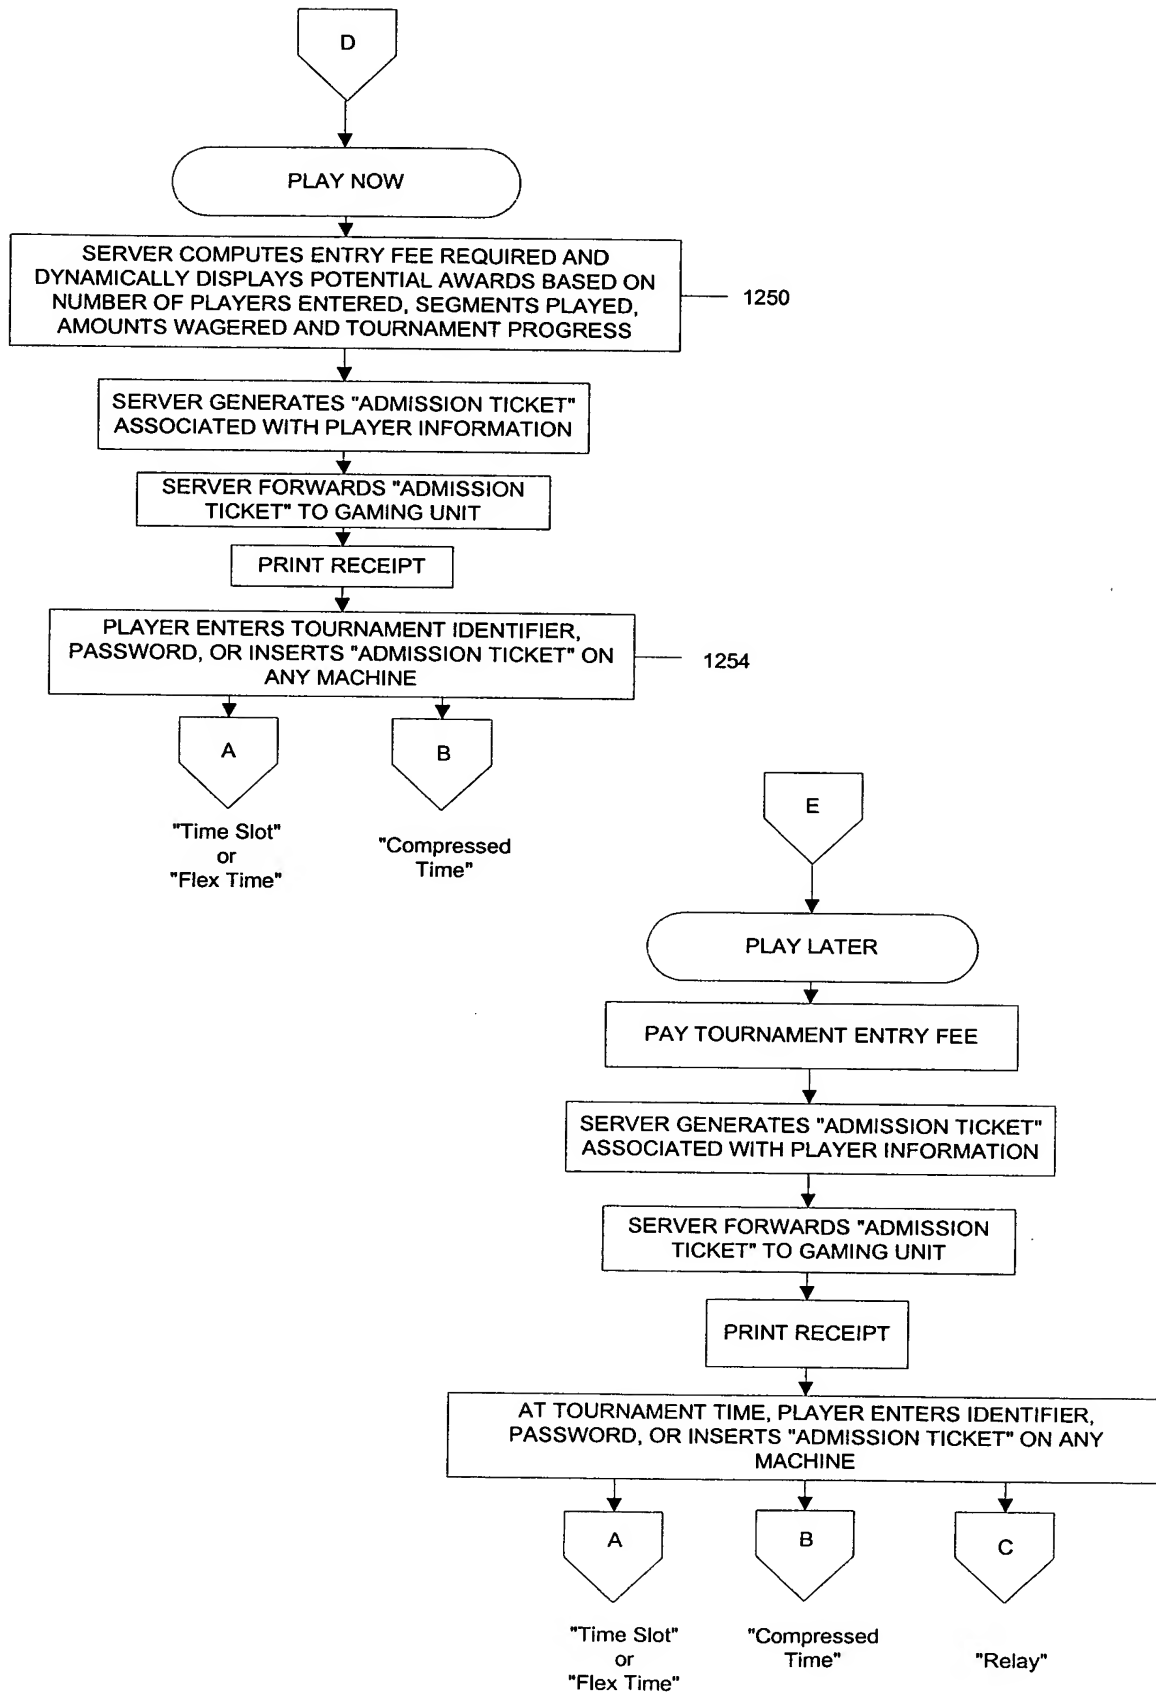 D
PLAY NOW
SERVER COMPUTES ENTRY FEE REQUIRED AND
DYNAMICALLY DISPLAYS POTENTIAL AWARDS BASED ON
NUMBER OF PLAYERS ENTERED, SEGMENTS PLAYED,
AMOUNTS WAGERED AND TOURNAMENT PROGRESS
1250
SERVER GENERATES "ADMISSION TICKET"
ASSOCIATED WITH PLAYER INFORMATION
SERVER FORWARDS "ADMISSION
TICKET" TO GAMING UNIT
PRINT RECEIPT
PLAYER ENTERS TOURNAMENT IDENTIFIER,
PASSWORD, OR INSERTS "ADMISSION TICKET" ON
ANY MACHINE
1254
A
B
"Time Slot"
or
"Flex Time"
"Compressed
Time"
E
PLAY LATER
PAY TOURNAMENT ENTRY FEE
SERVER GENERATES "ADMISSION TICKET"
ASSOCIATED WITH PLAYER INFORMATION
SERVER FORWARDS "ADMISSION
TICKET" TO GAMING UNIT
PRINT RECEIPT
AT TOURNAMENT TIME, PLAYER ENTERS IDENTIFIER,
PASSWORD, OR INSERTS "ADMISSION TICKET" ON ANY
MACHINE
A
B
C
"Time Slot"
or
"Flex Time"
"Compressed
Time"
"Relay"